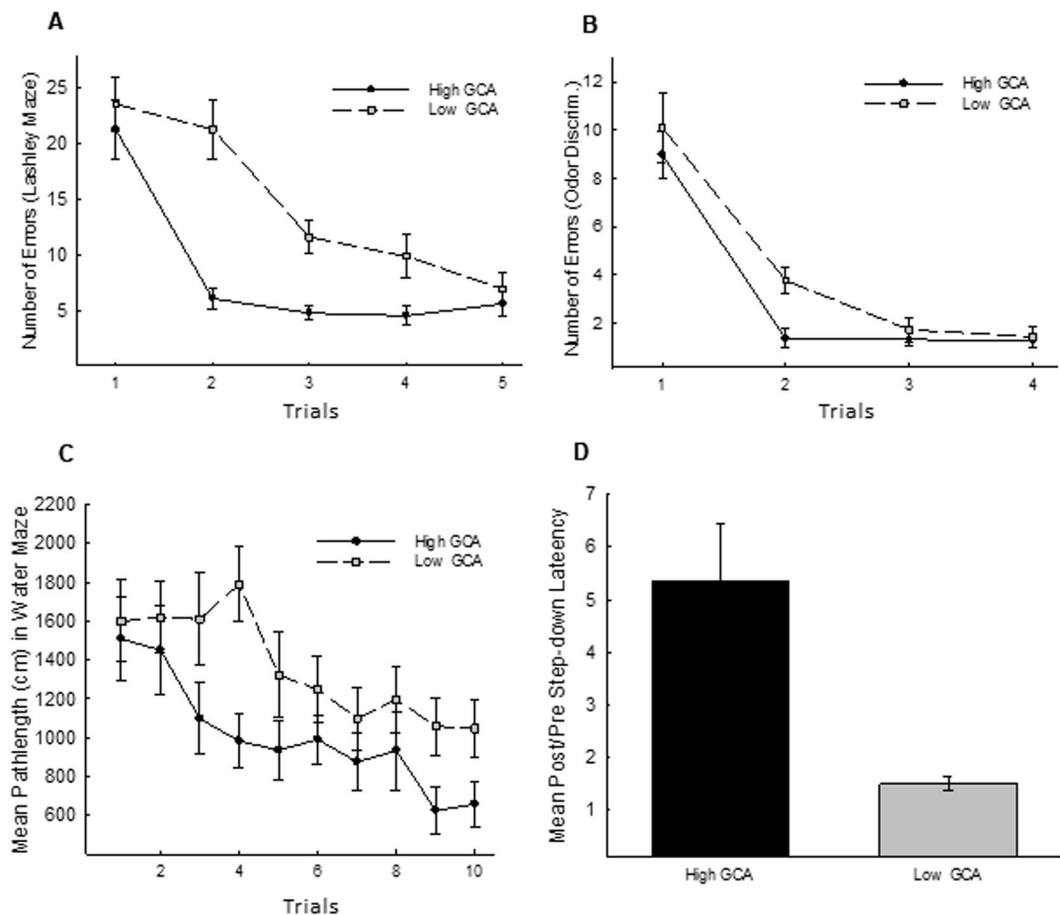 A
Number of Errors (Lashley Maze)
25
20
15
10
5
High GCA
Low GCA
1 2 3 4 5
Trials
B
Number of Errors (Odor Discrim.)
12
10
8
6
4
2
High GCA
Low GCA
1 2 3 4
Trials
C
Mean Pathlength (cm) in Water Maze
2200
2000
1800
1600
1400
1200
1000
800
600
High GCA
Low GCA
2 4 6 8 10
Trials
D
Mean Post/Pre Step-down Lateency
7
6
5
4
3
2
1
High GCA Low GCA